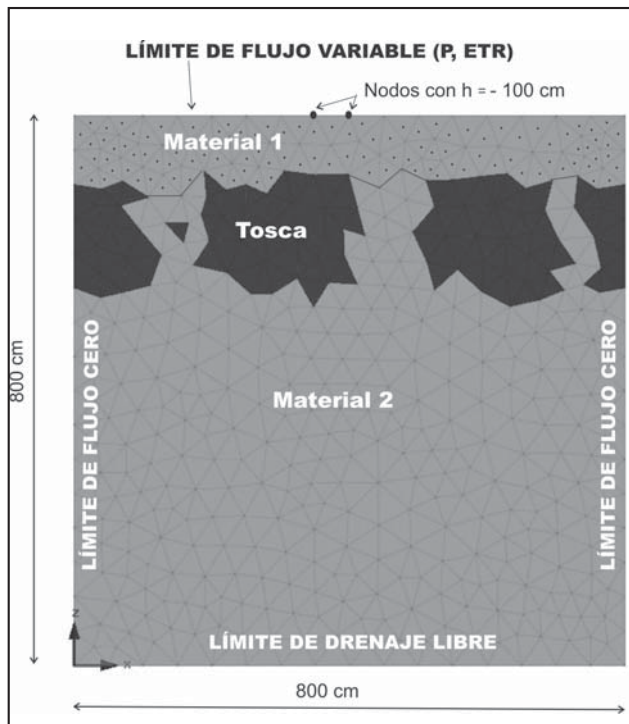 LÍMITE DE FLUJO VARIABLE (P, ETR)
Nodos con h = - 100 cm
Material 1
Tosca
Material 2
800 cm
LÍMITE DE FLUJO CERO
LÍMITE DE FLUJO CERO
Z
X
LÍMITE DE DRENAJE LIBRE
800 cm